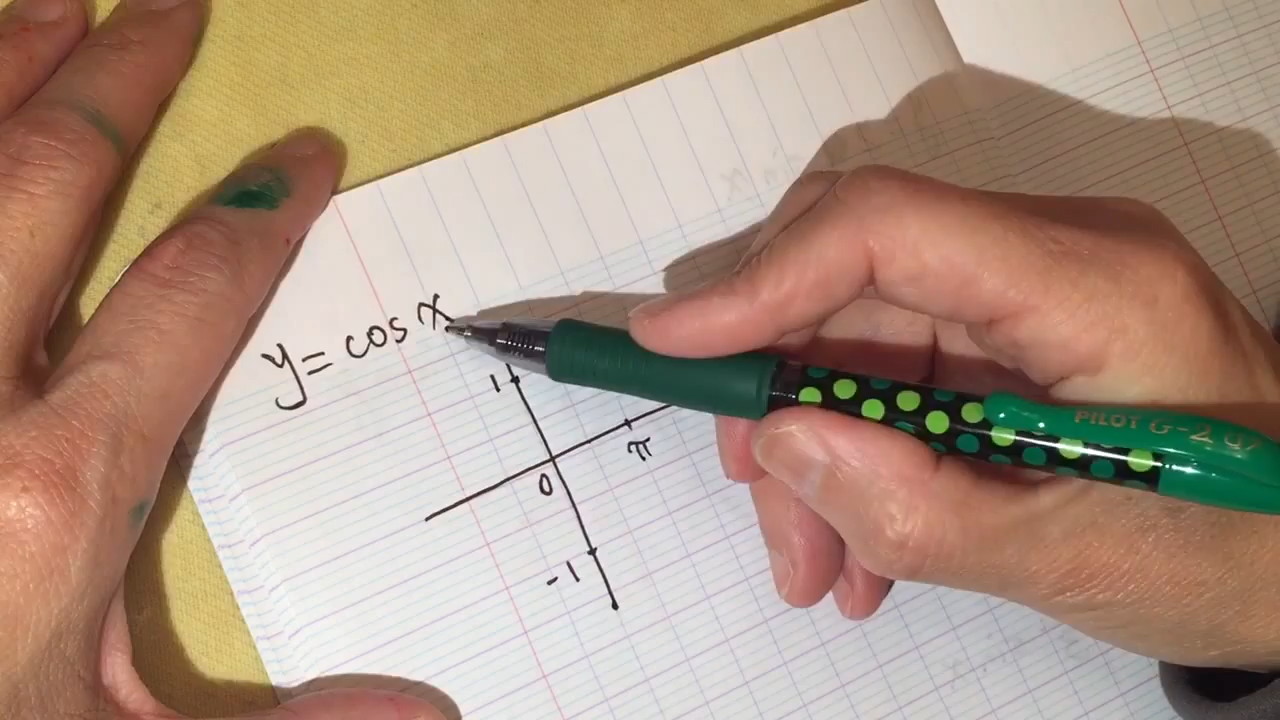 y = cos x
1
π
0
-1
PILOT G-2 07